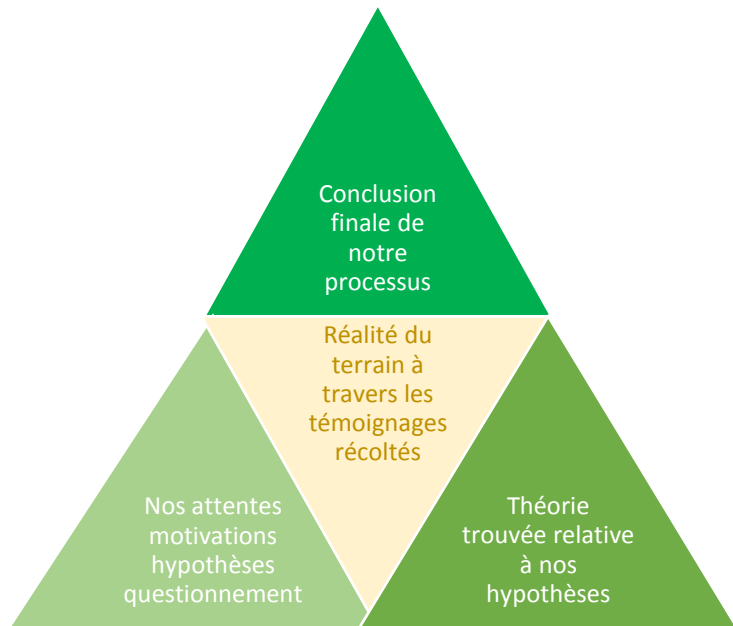 Conclusion
finale de
notre
processus
Réalité du
terrain à
travers les
témoignages
récoltés
Nos attentes
motivations
hypothèses
questionnement
Théorie
trouvée relative
à nos
hypothèses